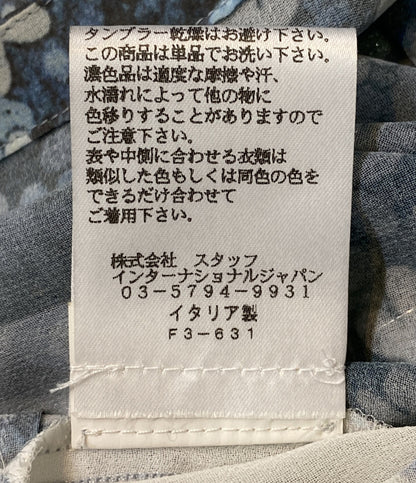 タンブラー乾燥はお避け下さい。
この商品は単品でお洗い下さい。
濃色品は適度な摩擦や汗、
水濡れによって他の物に
色移りすることがありますので
ご注意下さい。
表や中側に合わせる衣類は
類似した色もしくは同色の色を
できるだけ合わせて
ご着用下さい。
株式会社 スタッフ
インターナショナルジャパン
03-5794-9931
イタリア製
F3-631